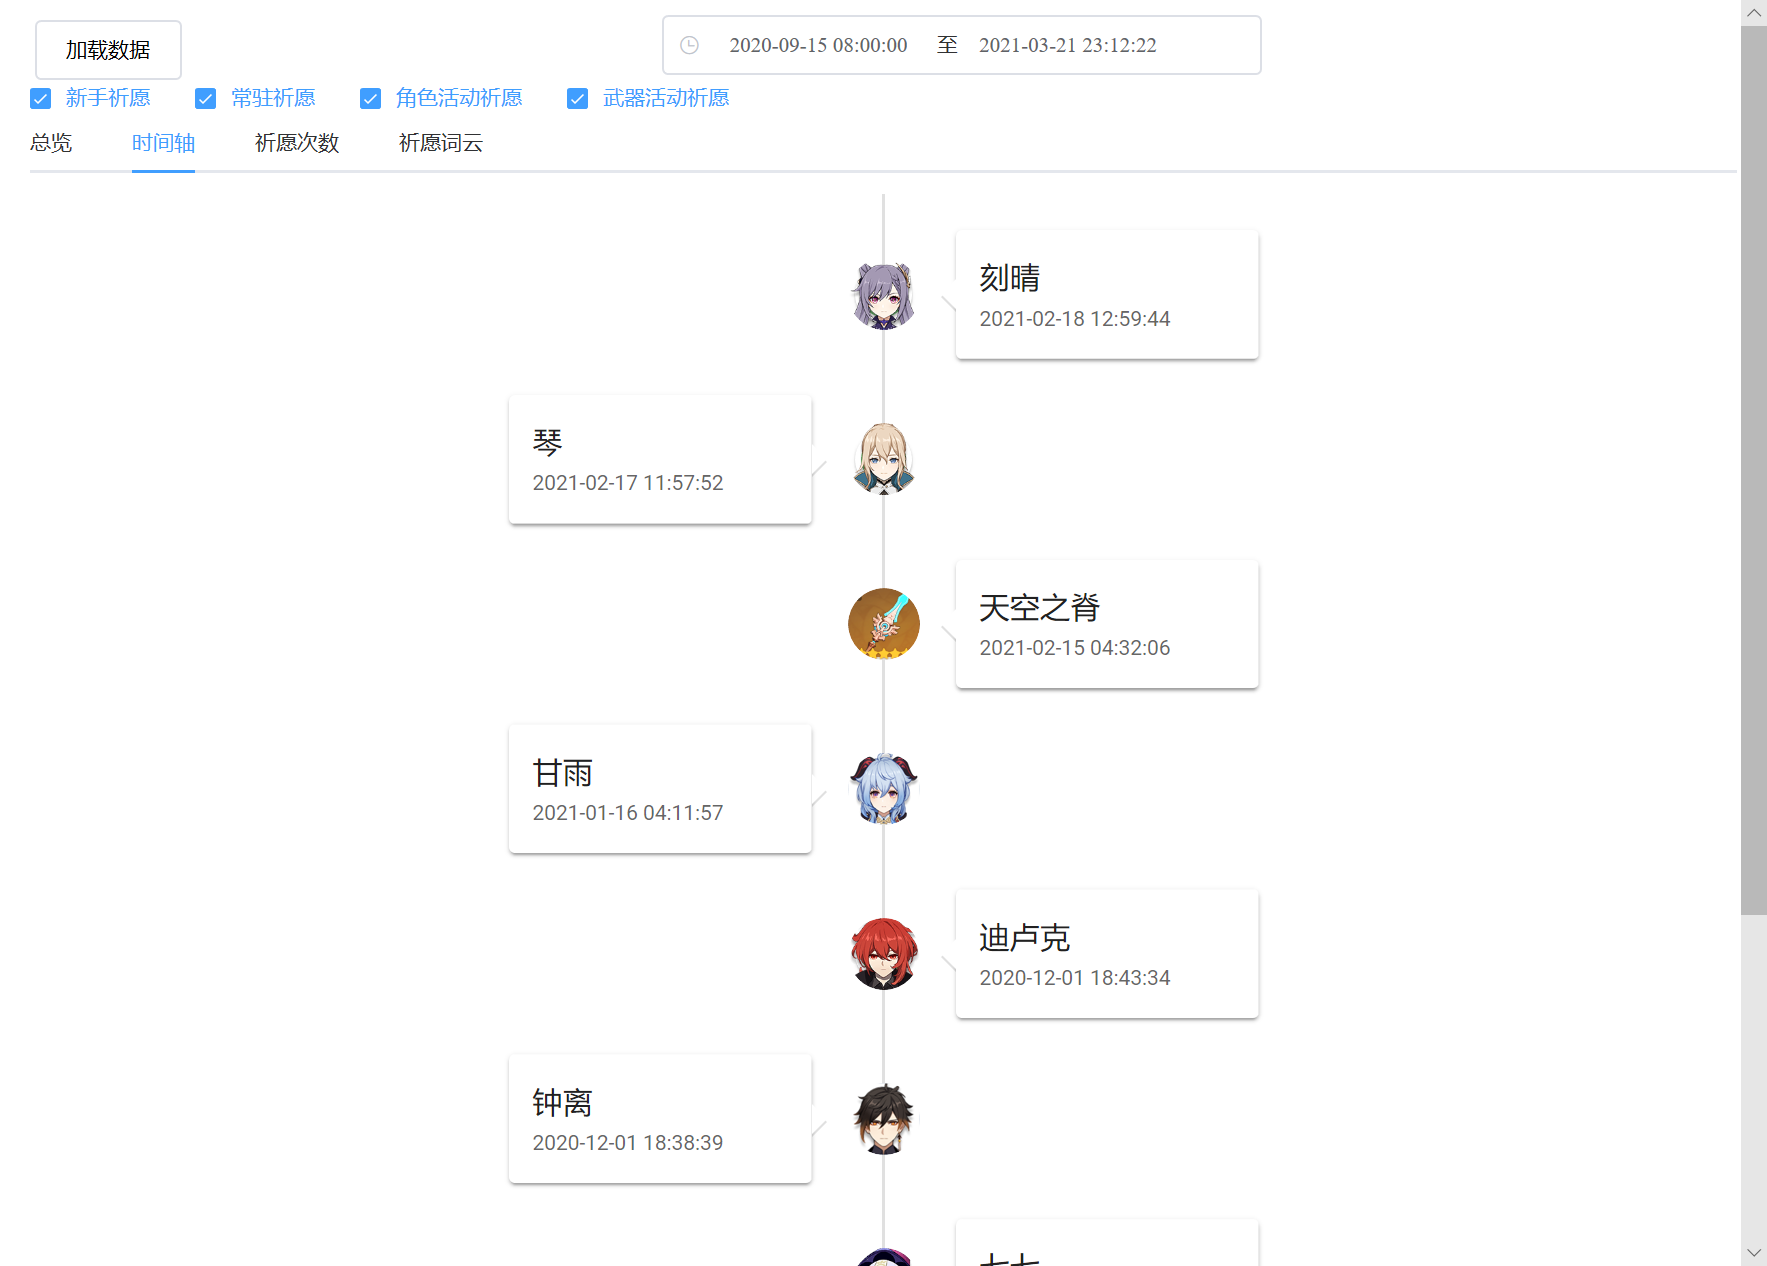 加载数据
2020-09-15 08:00:00 至 2021-03-21 23:12:22
新手祈愿 常驻祈愿 角色活动祈愿 武器活动祈愿
总览 时间轴 祈愿次数 祈愿词云
刻晴
2021-02-18 12:59:44
琴
2021-02-17 11:57:52
天空之脊
2021-02-15 04:32:06
甘雨
2021-01-16 04:11:57
迪卢克
2020-12-01 18:43:34
钟离
2020-12-01 18:38:39
七七